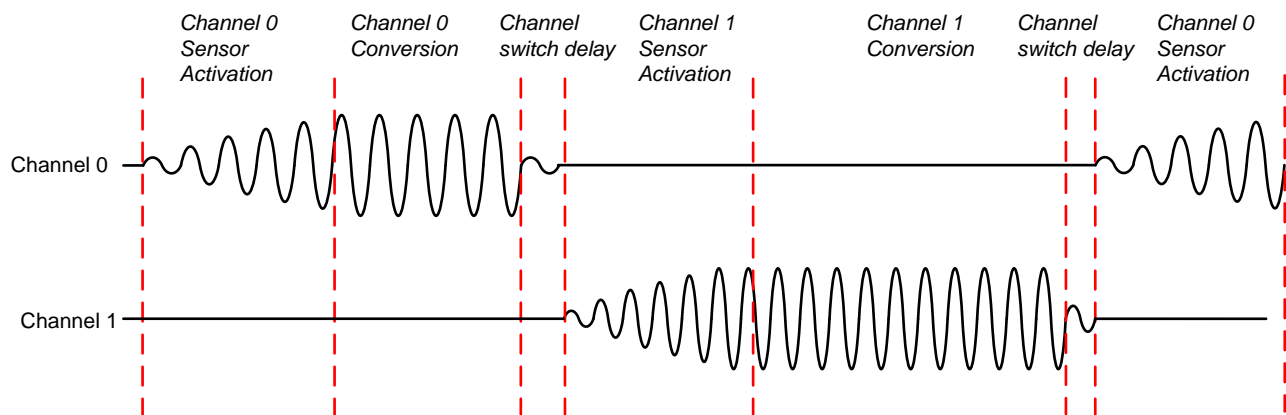 Channel 0
Sensor
Activation
Channel 0
Conversion
Channel
switch delay
Channel 1
Sensor
Activation
Channel 1
Conversion
Channel
switch delay
Channel 0
Sensor
Activation
Channel 0
Channel 1